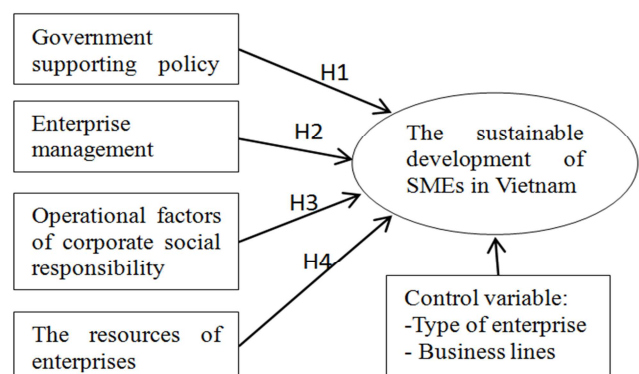 Government
supporting policy
H1
Enterprise
management
H2
The sustainable
development of
SMEs in Vietnam
Operational factors
of corporate social
responsibility
H3
H4
The resources of
enterprises
Control variable:
-Type of enterprise
- Business lines